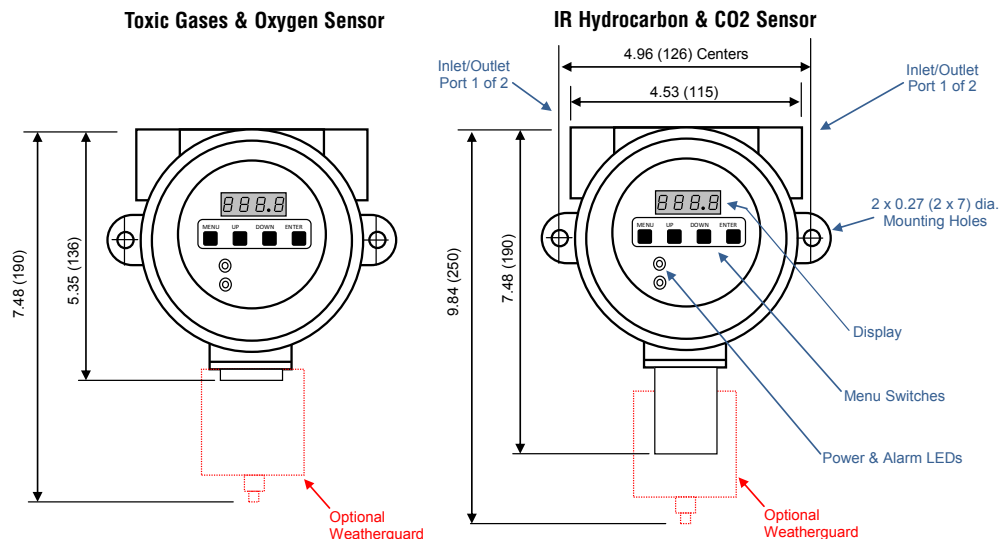 Toxic Gases & Oxygen Sensor
7.48 (190)
5.35 (136)
888.8
MENU UP DOWN ENTER
Optional
Weatherguard
IR Hydrocarbon & CO2 Sensor
4.96 (126) Centers
Inlet/Outlet
Port 1 of 2
Inlet/Outlet
Port 1 of 2
4.53 (115)
9.84 (250)
7.48 (190)
888.8
MENU UP DOWN ENTER
2 x 0.27 (2 x 7) dia.
Mounting Holes
Display
Menu Switches
Power & Alarm LEDs
Optional
Weatherguard